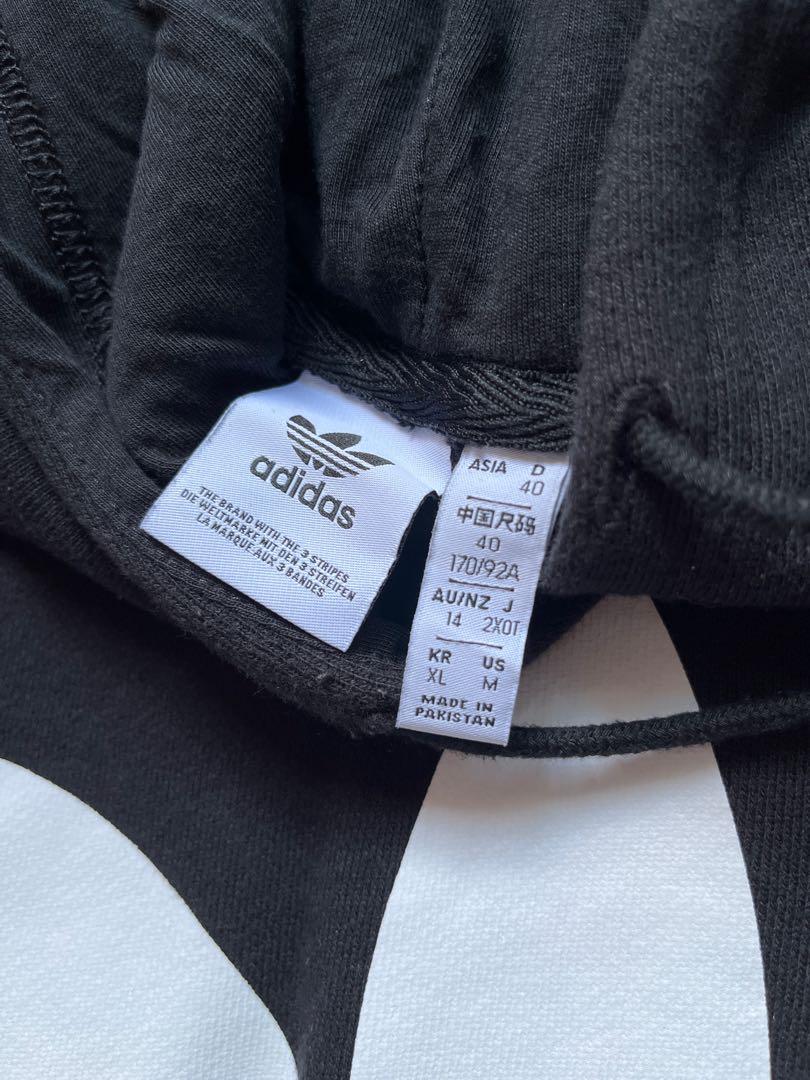 adidas
THE BRAND WITH THE 3 STRIPES
DIE WELTMARKE MIT DEN 3 STREIFEN
LA MARQUE AUX 3 BANDES
ASIA D
40
中国尺码
40
170/92A
AU/NZ J
14 2XOT
KR US
XL M
MADE IN
PAKISTAN